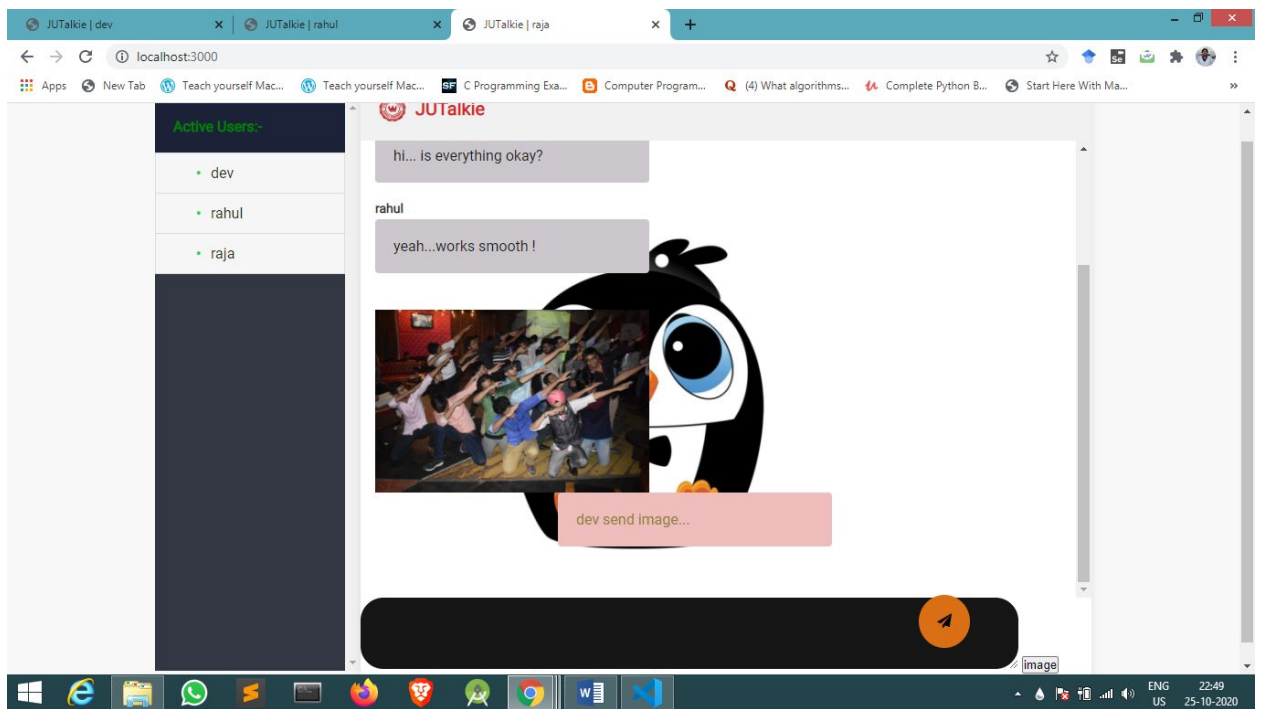 JUTalkie | dev
JUTalkie | rahul
JUTalkie | raja
localhost:3000
Apps
New Tab
Teach yourself Mac...
Teach yourself Mac...
C Programming Exa...
Computer Program...
(4) What algorithms...
Complete Python B...
Start Here With Ma...
Active Users:-
dev
rahul
raja
JUTalkie
hi... is everything okay?
rahul
yeah...works smooth !
dev send image...
image
ENG
US
22:49
25-10-2020